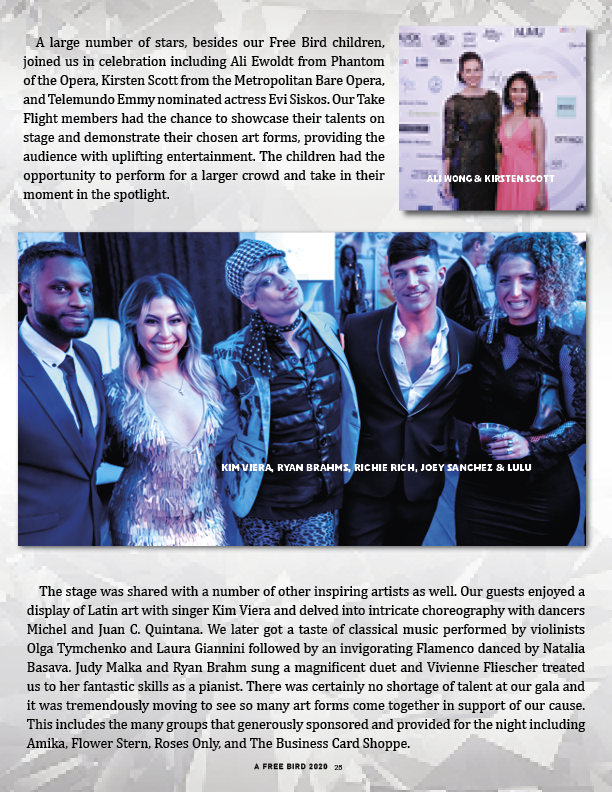 A large number of stars, besides our Free Bird children,
joined us in celebration including Ali Ewoldt from Phantom
of the Opera, Kirsten Scott from the Metropolitan Bare Opera,
and Telemundo Emmy nominated actress Evi Siskos. Our Take
Flight members had the chance to showcase their talents on
stage and demonstrate their chosen art forms, providing the
audience with uplifting entertainment. The children had the
opportunity to perform for a larger crowd and take in their
moment in the spotlight.
ALI WONG & KIRSTEN SCOTT
KIM VIERA, RYAN BRAHMS, RICHIE RICH, JOEY SANCHEZ & LULU
The stage was shared with a number of other inspiring artists as well. Our guests enjoyed a
display of Latin art with singer Kim Viera and delved into intricate choreography with dancers
Michel and Juan C. Quintana. We later got a taste of classical music performed by violinists
Olga Tymchenko and Laura Giannini followed by an invigorating Flamenco danced by Natalia
Basava. Judy Malka and Ryan Brahm sung a magnificent duet and Vivienne Fliescher treated
us to her fantastic skills as a pianist. There was certainly no shortage of talent at our gala and
it was tremendously moving to see so many art forms come together in support of our cause.
This includes the many groups that generously sponsored and provided for the night including
Amika, Flower Stern, Roses Only, and The Business Card Shoppe.
A FREE BIRD 2020 25